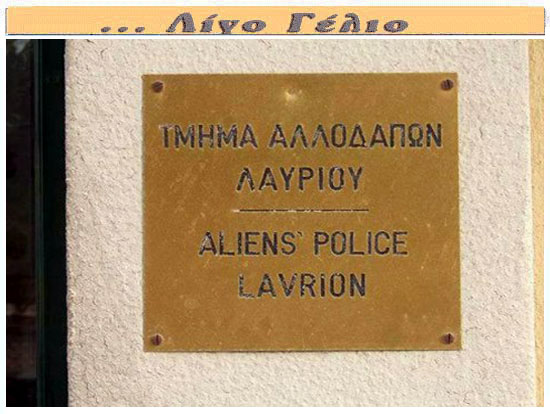 ... Λίγο Γέλιο
ΤΜΗΜΑ ΑΛΛΟΔΑΠΩΝ
ΛΑΥΡΙΟΥ
ALIENS' POLICE
LAVRION